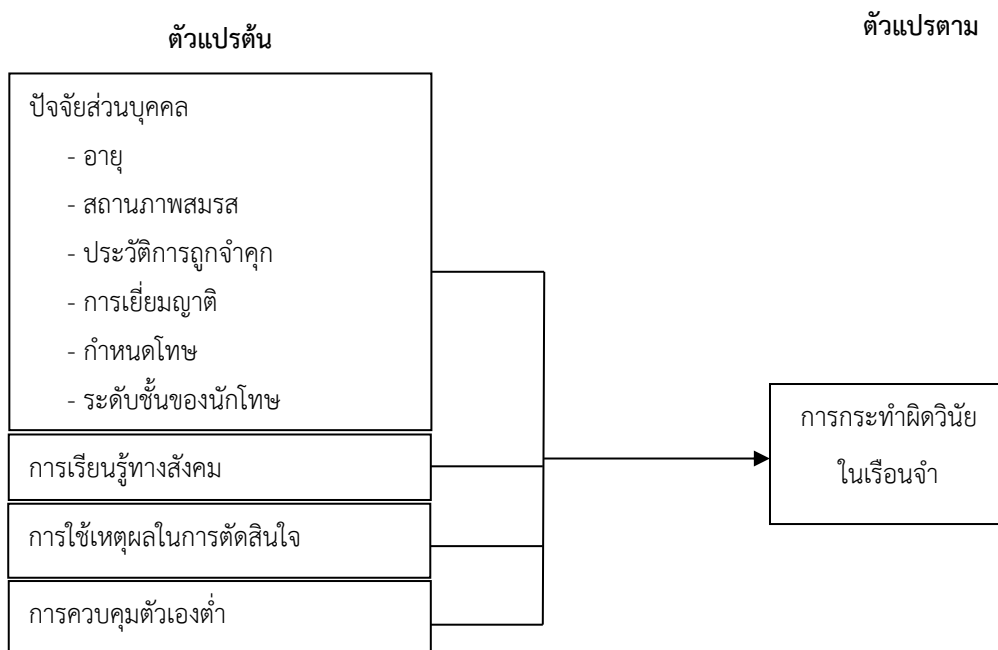 ตัวแปรต้น
ตัวแปรตาม
ปัจจัยส่วนบุคคล
- อายุ
- สถานภาพสมรส
- ประวัติการถูกจำคุก
- การเยี่ยมญาติ
- กำหนดโทษ
- ระดับชั้นของนักโทษ
การเรียนรู้ทางสังคม
การใช้เหตุผลในการตัดสินใจ
การควบคุมตัวเองต่ำ
การกระทำผิดวินัย
ในเรือนจำ